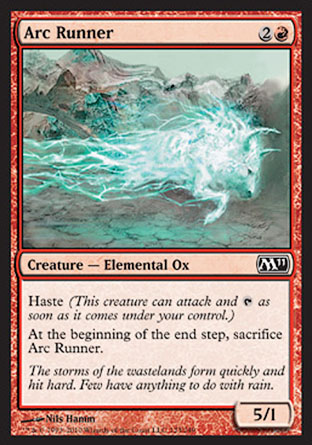 Arc Runner 2
Creature — Elemental Ox M11
Haste (This creature can attack and as
soon as it comes under your control.)
At the beginning of the end step, sacrifice
Arc Runner.
The storms of the wastelands form quickly and
hit hard. Few have anything to do with rain.
Nils Hamm
5/1